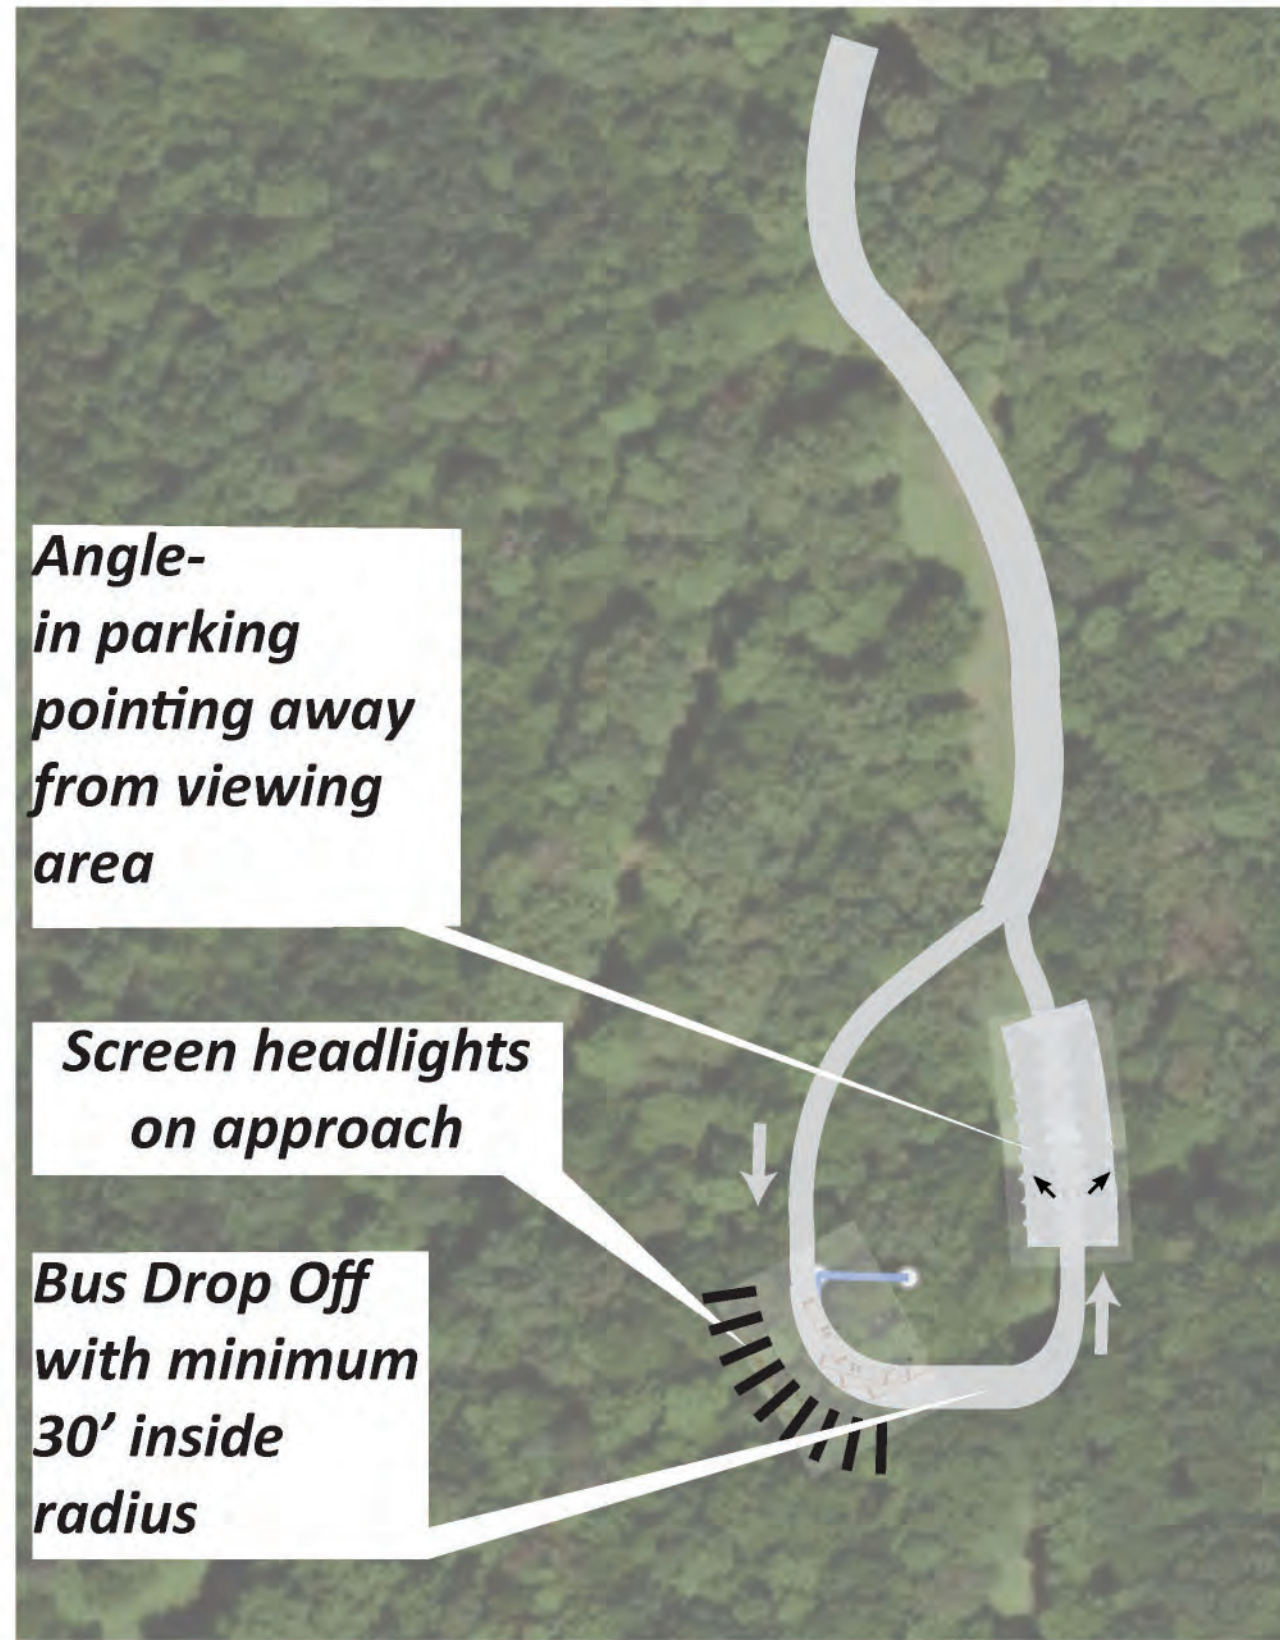 Angle-
in parking
pointing away
from viewing
area
Screen headlights
on approach
Bus Drop Off
with minimum
30’ inside
radius